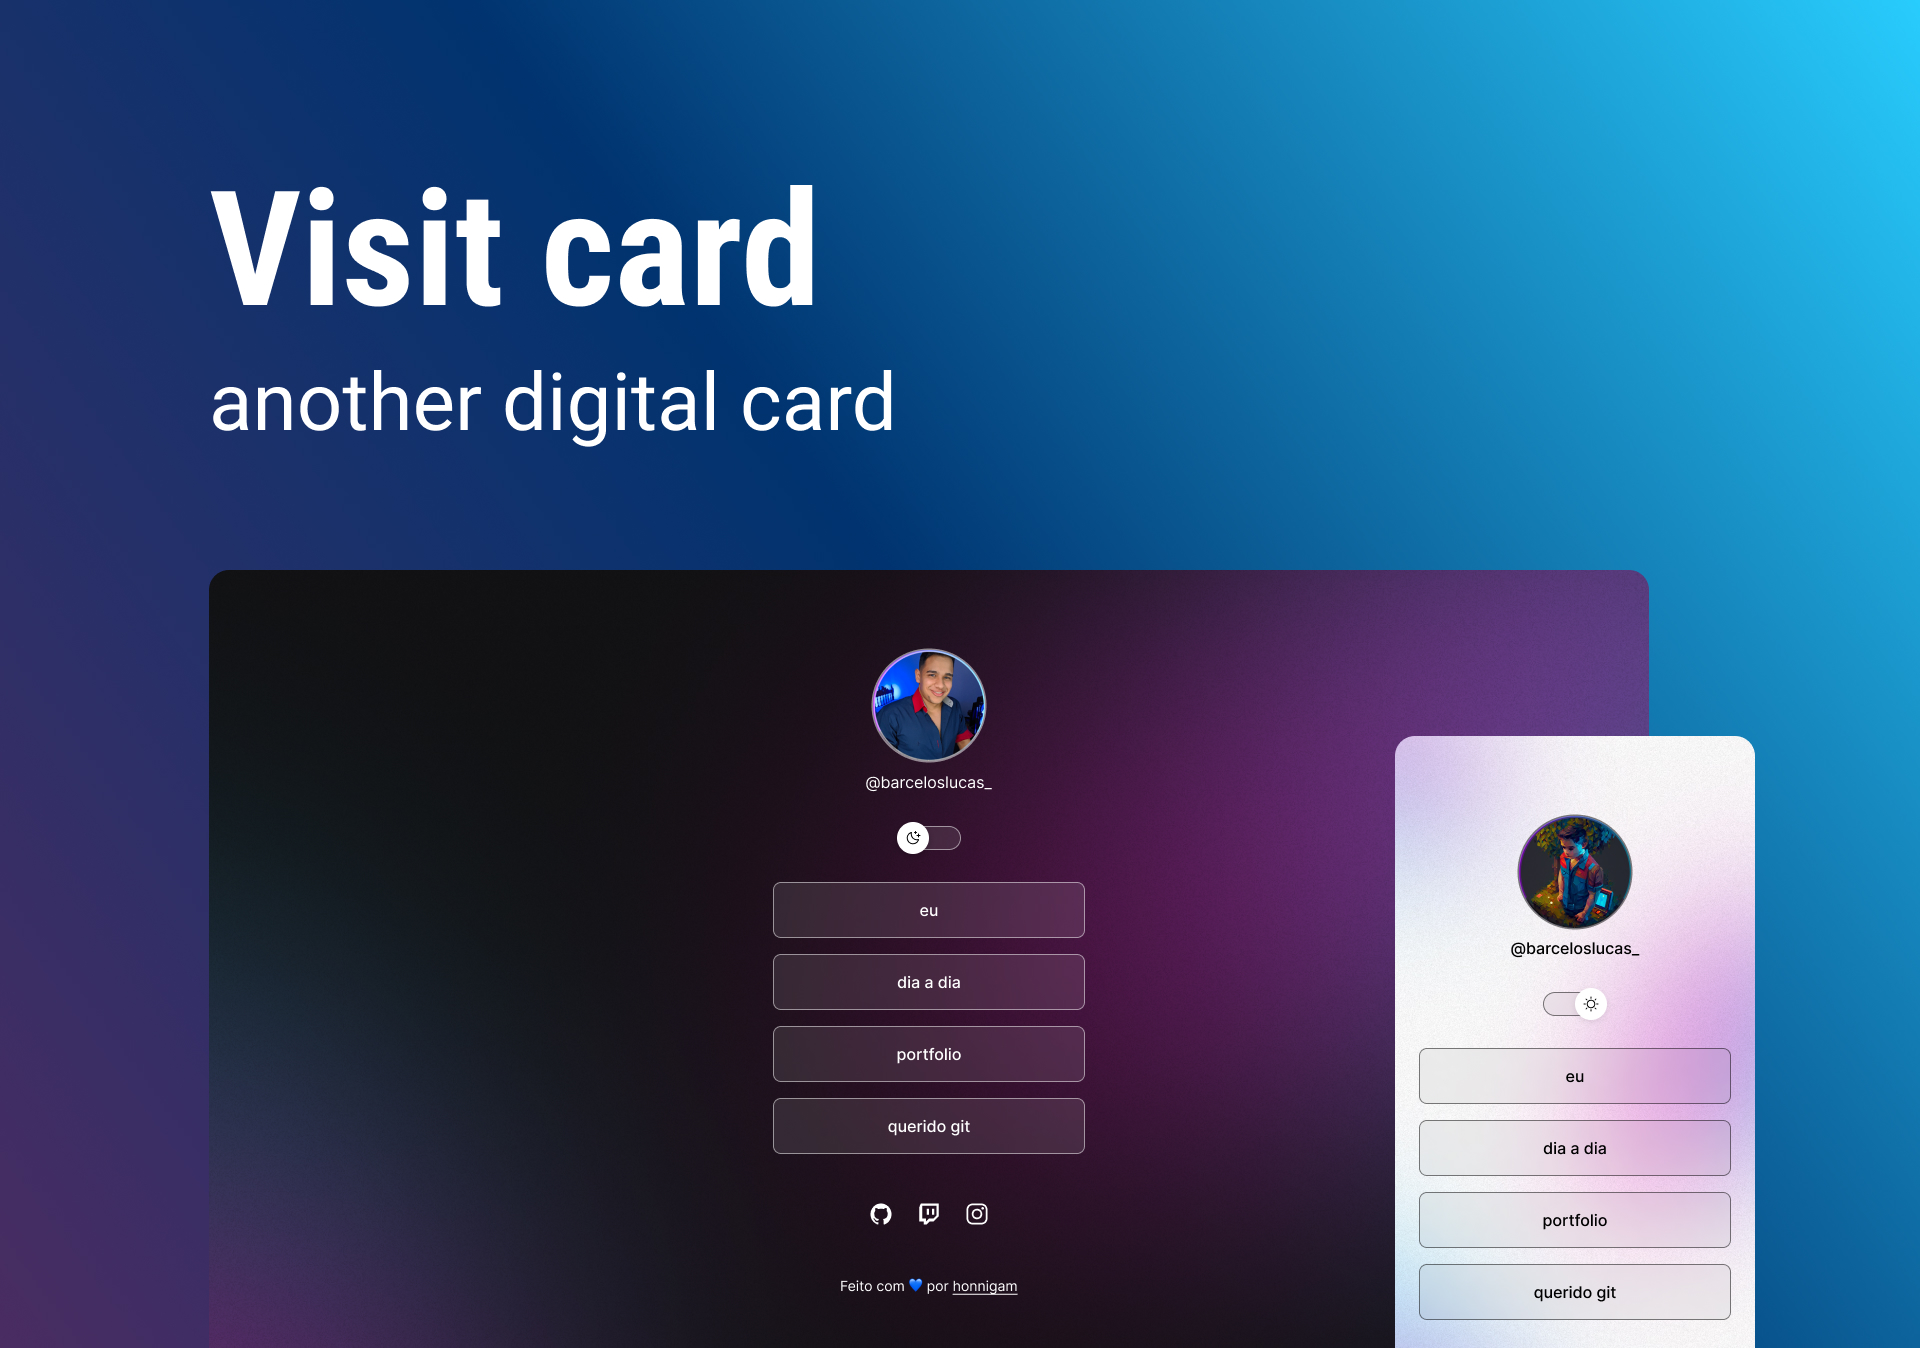 Visit card
another digital card
@barceloslucas_
eu
dia a dia
portfolio
querido git
Feito com 💙 por honnigam
@barceloslucas_
eu
dia a dia
portfolio
querido git